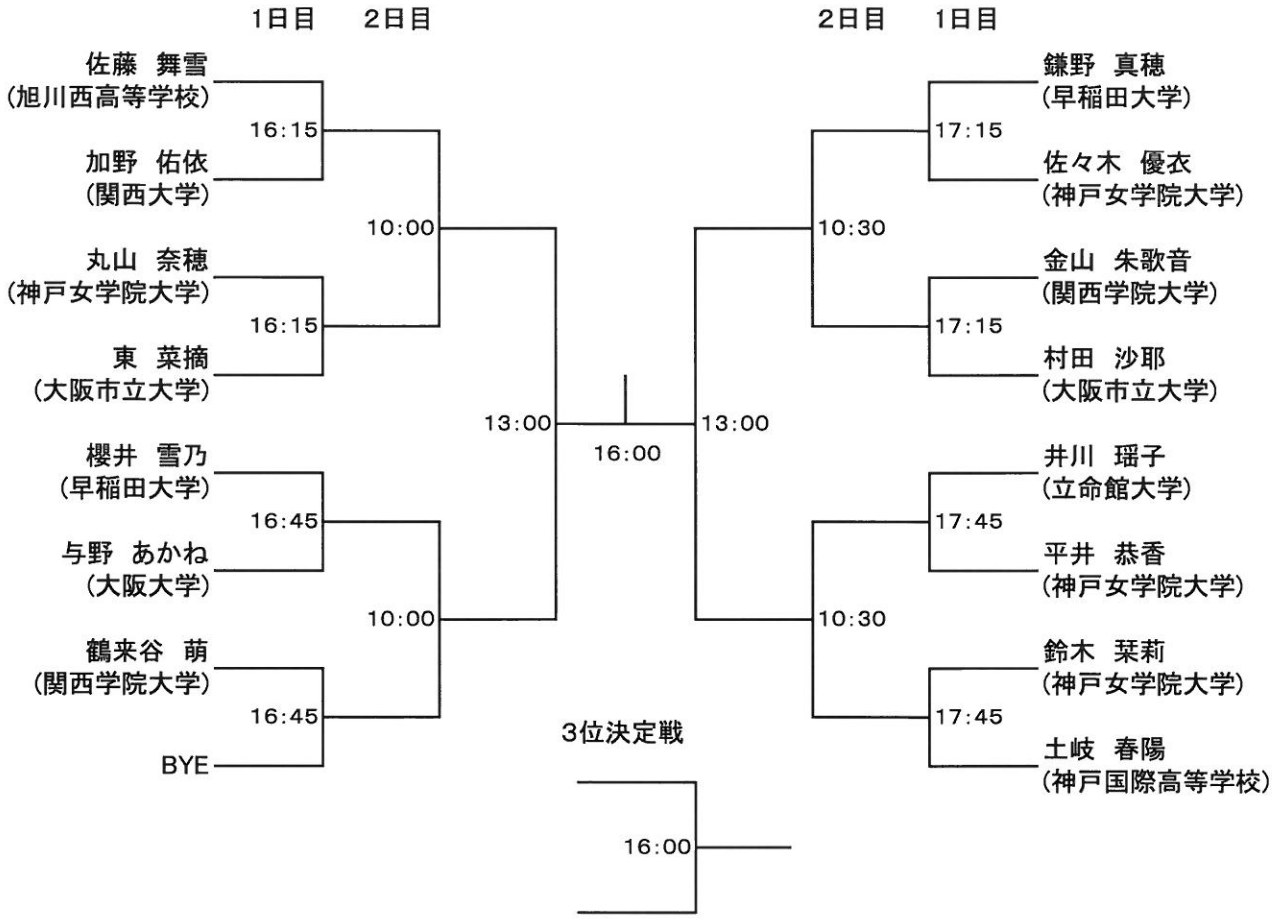 1日目 2日目
佐藤 舞雪
(旭川西高等学校)
16:15
加野 佑依
(関西大学)
10:00
丸山 奈穂
(神戸女学院大学)
16:15
東 菜摘
(大阪市立大学)
13:00
櫻井 雪乃
(早稲田大学)
16:45
与野 あかね
(大阪大学)
10:00
鶴来谷 萌
(関西学院大学)
16:45
BYE
16:00
2日目 1日目
鎌野 真穂
(早稲田大学)
17:15
佐々木 優衣
(神戸女学院大学)
10:30
金山 朱歌音
(関西学院大学)
17:15
村田 沙耶
(大阪市立大学)
13:00
井川 瑶子
(立命館大学)
17:45
平井 恭香
(神戸女学院大学)
10:30
鈴木 栞莉
(神戸女学院大学)
17:45
土岐 春陽
(神戸国際高等学校)
3位決定戦
16:00